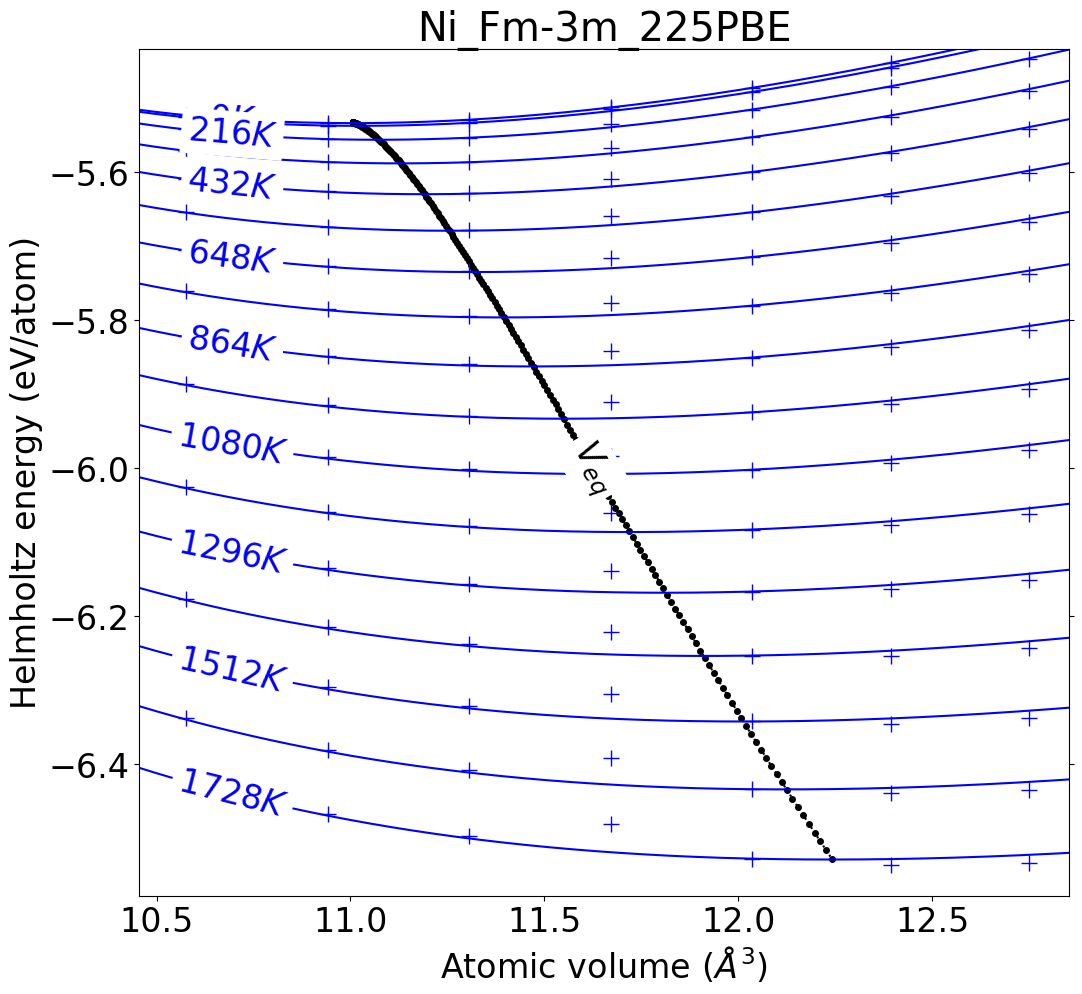 Ni_Fm-3m_225PBE
Helmholtz energy (eV/atom)
−5.6
−5.8
−6.0
−6.2
−6.4
0K
216K
432K
648K
864K
1080K
1296K
1512K
1728K
V_eq
10.5 11.0 11.5 12.0 12.5
Atomic volume (Å³)